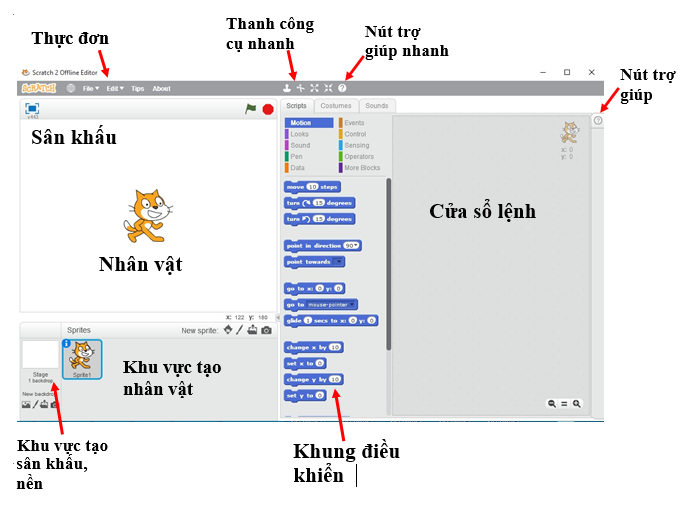 Thanh công
cụ nhanh
Nút trợ
giúp nhanh
Thực đơn
Nút trợ
giúp
Scratch 2 Offline Editor
SCRATCH File Edit Tips About
v442
Scripts Costumes Sounds
Sân khấu
Motion Events
Looks Control
Sound Sensing
Pen Operators
Data More Blocks
x: 0
y: 0
move 10 steps
turn 15 degrees
turn 15 degrees
Cửa sổ lệnh
point in direction 90
point towards
Nhân vật
go to x: 0 y: 0
go to mouse-pointer
glide 1 secs to x: 0 y: 0
x: 122 y: 180
Sprites New sprite:
change x by 10
set x to 0
change y by 10
set y to 0
Stage
1 backdrop
Sprite1
New backdrop
Khu vực tạo
nhân vật
Khu vực tạo
sân khấu,
nền
Khung điều
khiển